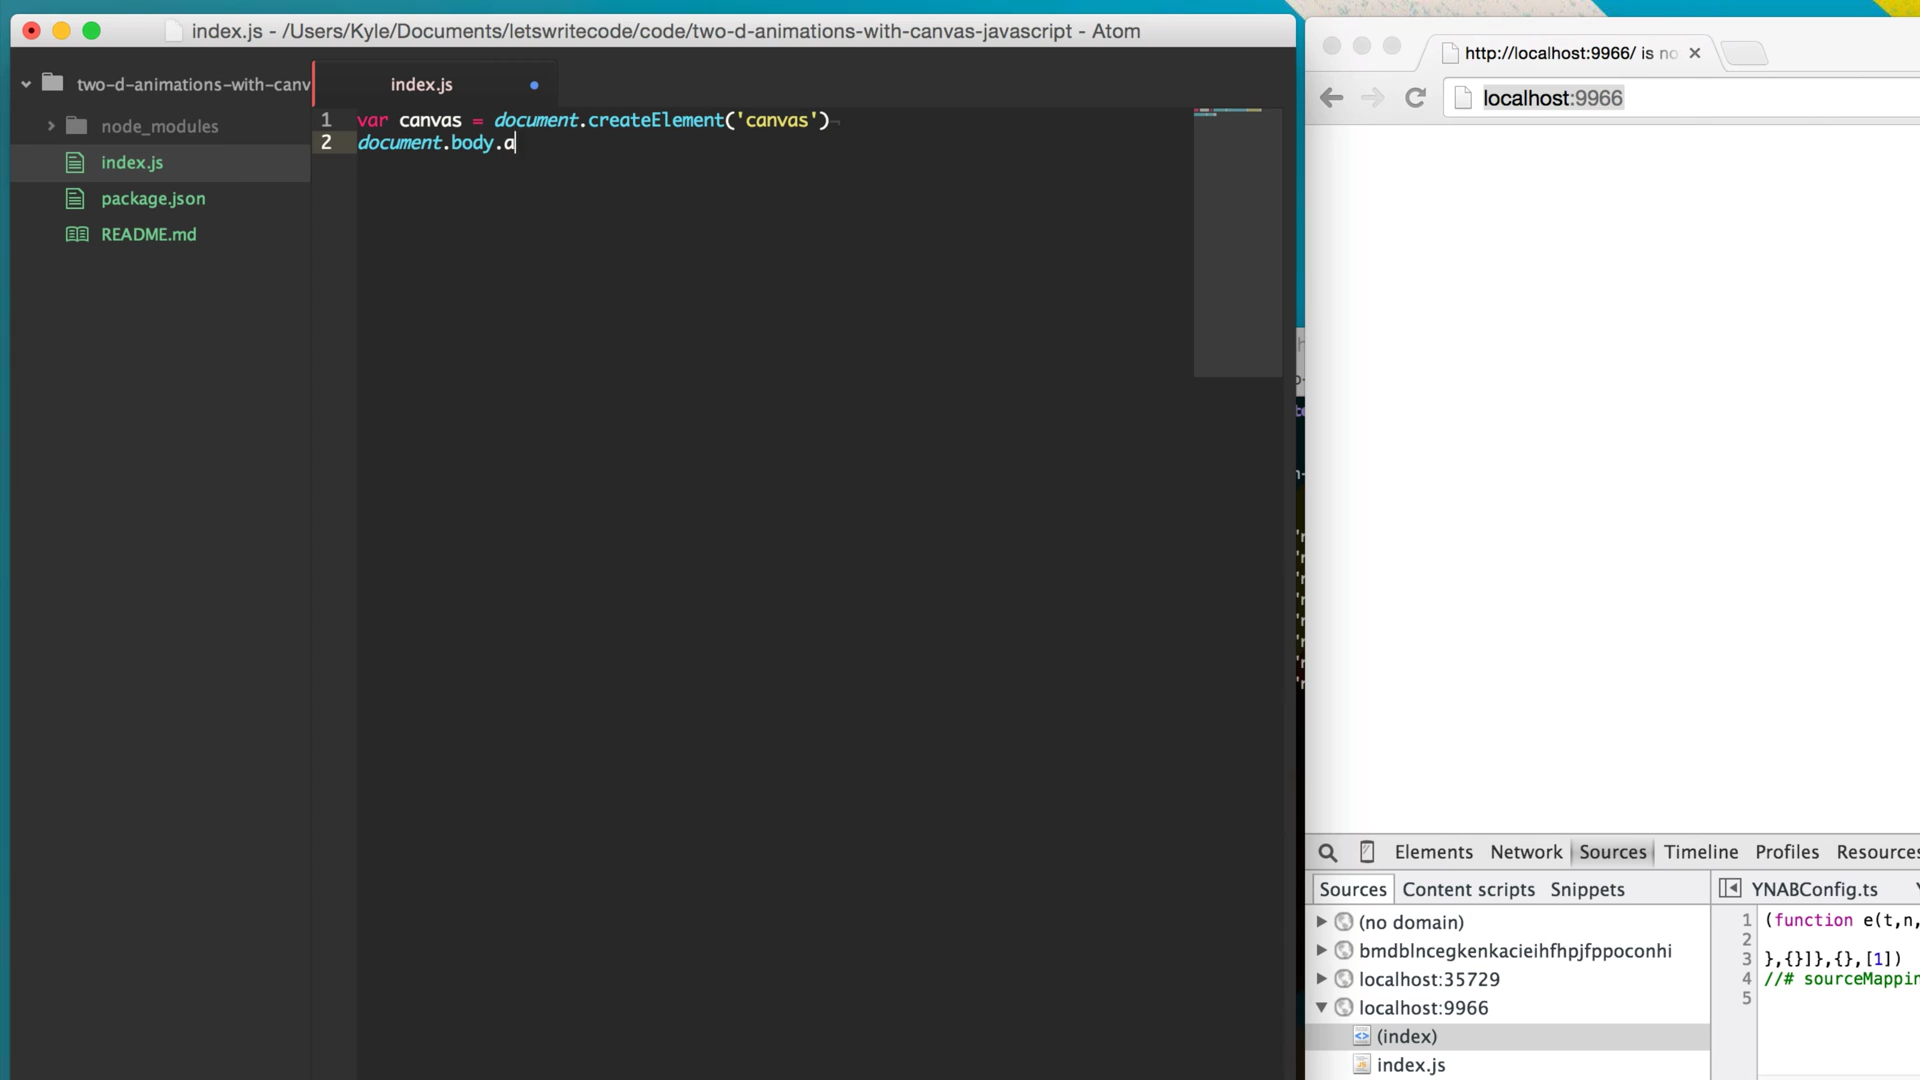 index.js - /Users/Kyle/Documents/letswritecode/code/two-d-animations-with-canvas-javascript - Atom
two-d-animations-with-canv
node_modules
index.js
package.json
README.md
index.js
1 var canvas = document.createElement('canvas')
2 document.body.a
http://localhost:9966/ is no
localhost:9966
Elements Network Sources Timeline Profiles Resources
Sources Content scripts Snippets
(no domain)
bmdblncegkenkacieihfhpjfppoconhi
localhost:35729
localhost:9966
(index)
index.js
YNABConfig.ts
1 (function e(t,n,
2
3 },{}]},{},[1])
4 //# sourceMappin
5